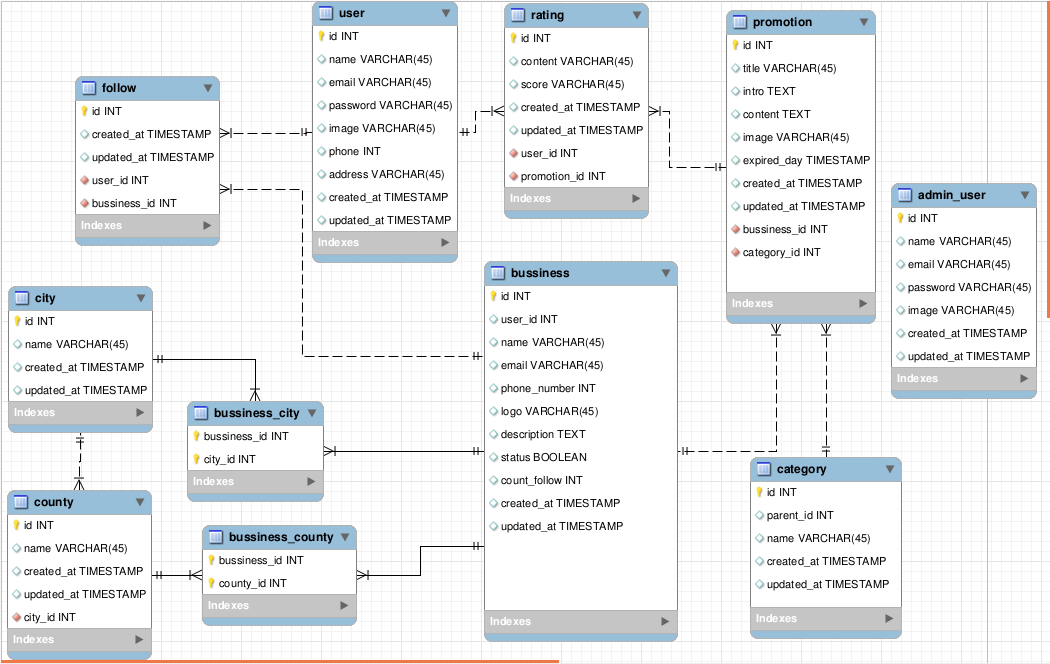 user
id INT
name VARCHAR(45)
email VARCHAR(45)
password VARCHAR(45)
image VARCHAR(45)
phone INT
address VARCHAR(45)
created_at TIMESTAMP
updated_at TIMESTAMP
Indexes
rating
id INT
content VARCHAR(45)
score VARCHAR(45)
created_at TIMESTAMP
updated_at TIMESTAMP
user_id INT
promotion_id INT
Indexes
promotion
id INT
title VARCHAR(45)
intro TEXT
content TEXT
image VARCHAR(45)
expired_day TIMESTAMP
created_at TIMESTAMP
updated_at TIMESTAMP
bussiness_id INT
category_id INT
Indexes
follow
id INT
created_at TIMESTAMP
updated_at TIMESTAMP
user_id INT
bussiness_id INT
Indexes
admin_user
id INT
name VARCHAR(45)
email VARCHAR(45)
password VARCHAR(45)
image VARCHAR(45)
created_at TIMESTAMP
updated_at TIMESTAMP
Indexes
bussiness
id INT
user_id INT
name VARCHAR(45)
email VARCHAR(45)
phone_number INT
logo VARCHAR(45)
description TEXT
status BOOLEAN
count_follow INT
created_at TIMESTAMP
updated_at TIMESTAMP
Indexes
city
id INT
name VARCHAR(45)
created_at TIMESTAMP
updated_at TIMESTAMP
Indexes
bussiness_city
bussiness_id INT
city_id INT
Indexes
category
id INT
parent_id INT
name VARCHAR(45)
created_at TIMESTAMP
updated_at TIMESTAMP
Indexes
county
id INT
name VARCHAR(45)
created_at TIMESTAMP
updated_at TIMESTAMP
city_id INT
Indexes
bussiness_county
bussiness_id INT
county_id INT
Indexes